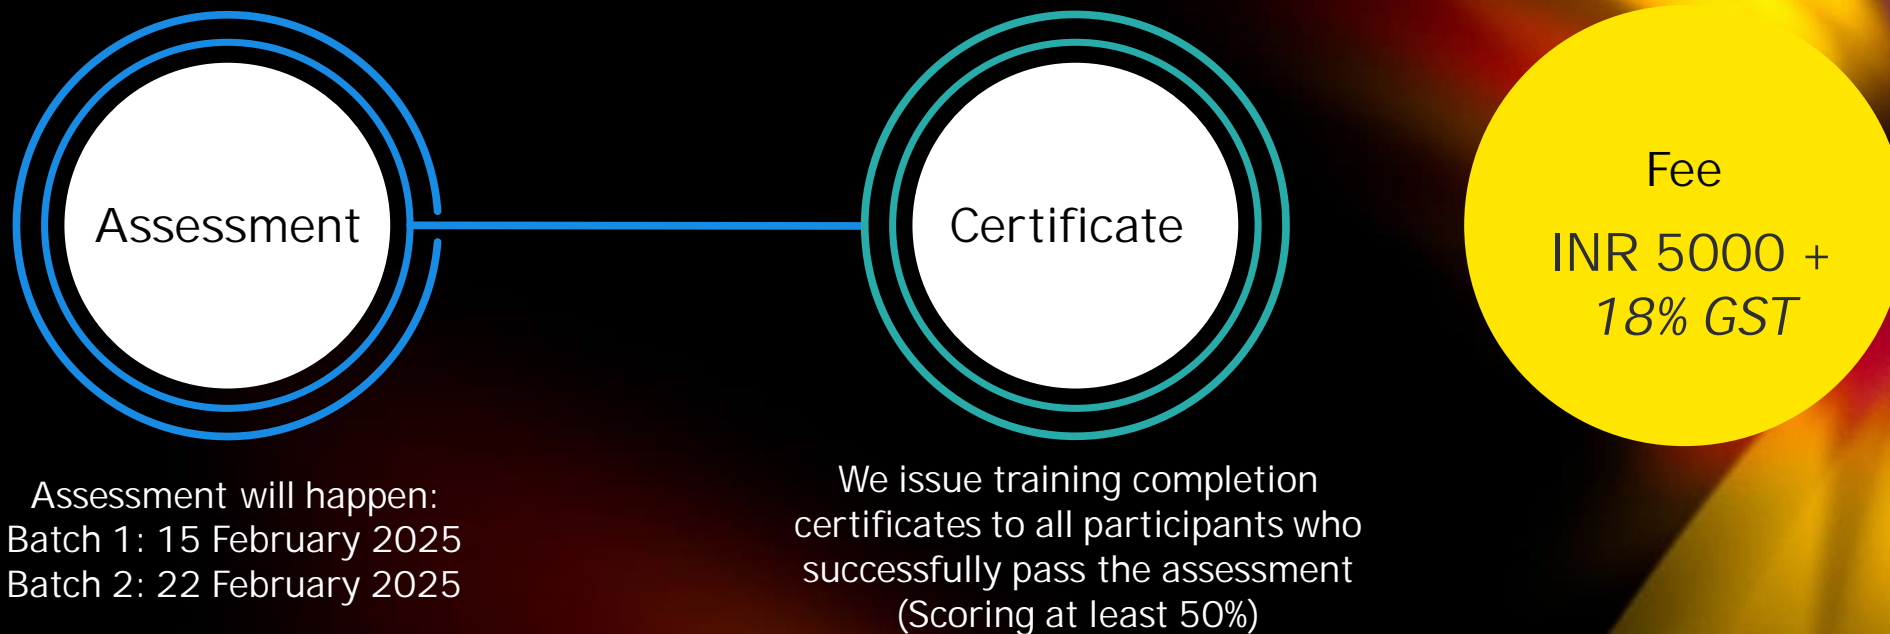 Assessment
Assessment will happen:
Batch 1: 15 February 2025
Batch 2: 22 February 2025
Certificate
We issue training completion
certificates to all participants who
successfully pass the assessment
(Scoring at least 50%)
Fee
INR 5000 +
18% GST